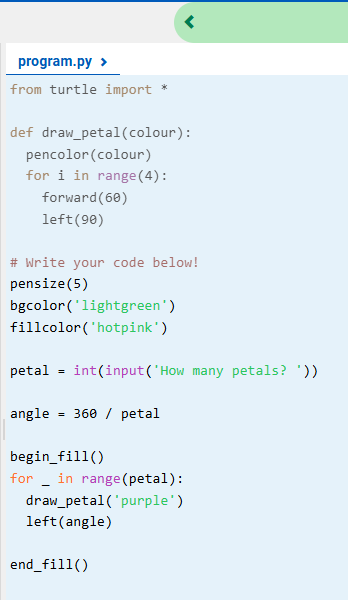 program.py
from turtle import *
def draw_petal(colour):
  pencolor(colour)
  for i in range(4):
    forward(60)
    left(90)
# Write your code below!
pensize(5)
bgcolor('lightgreen')
fillcolor('hotpink')
petal = int(input('How many petals? '))
angle = 360 / petal
begin_fill()
for _ in range(petal):
  draw_petal('purple')
  left(angle)
end_fill()